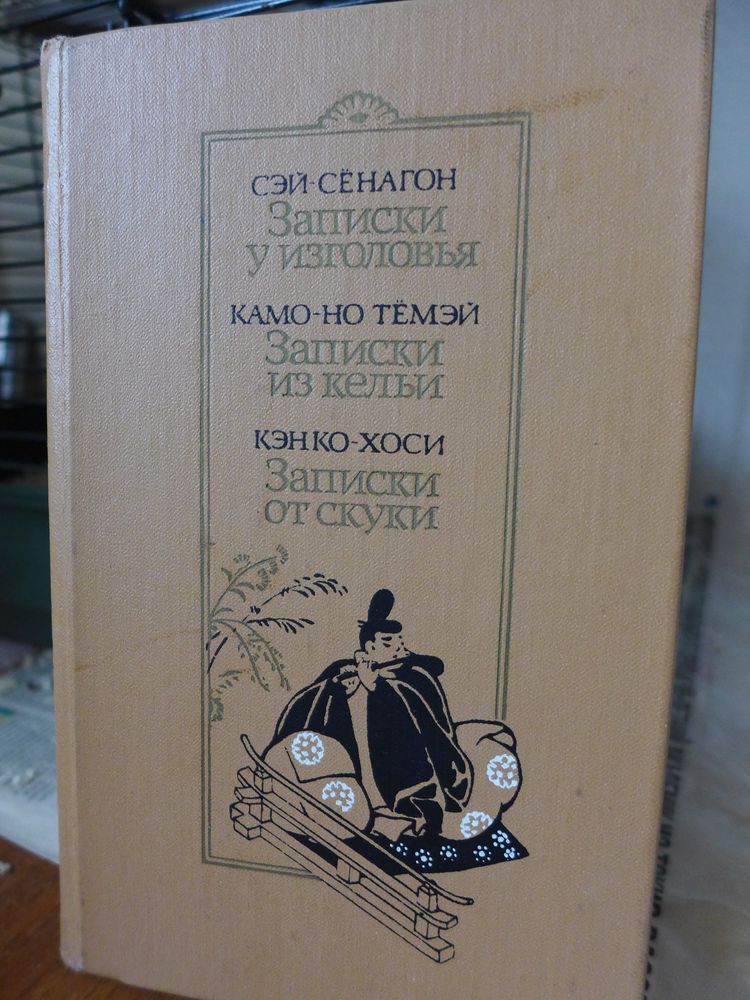 СЭЙ-СЁНАГОН
Записки
у изголовья
КАМО-НО ТЁМЭЙ
Записки
из кельи
КЭНКО-ХОСИ
Записки
от скуки